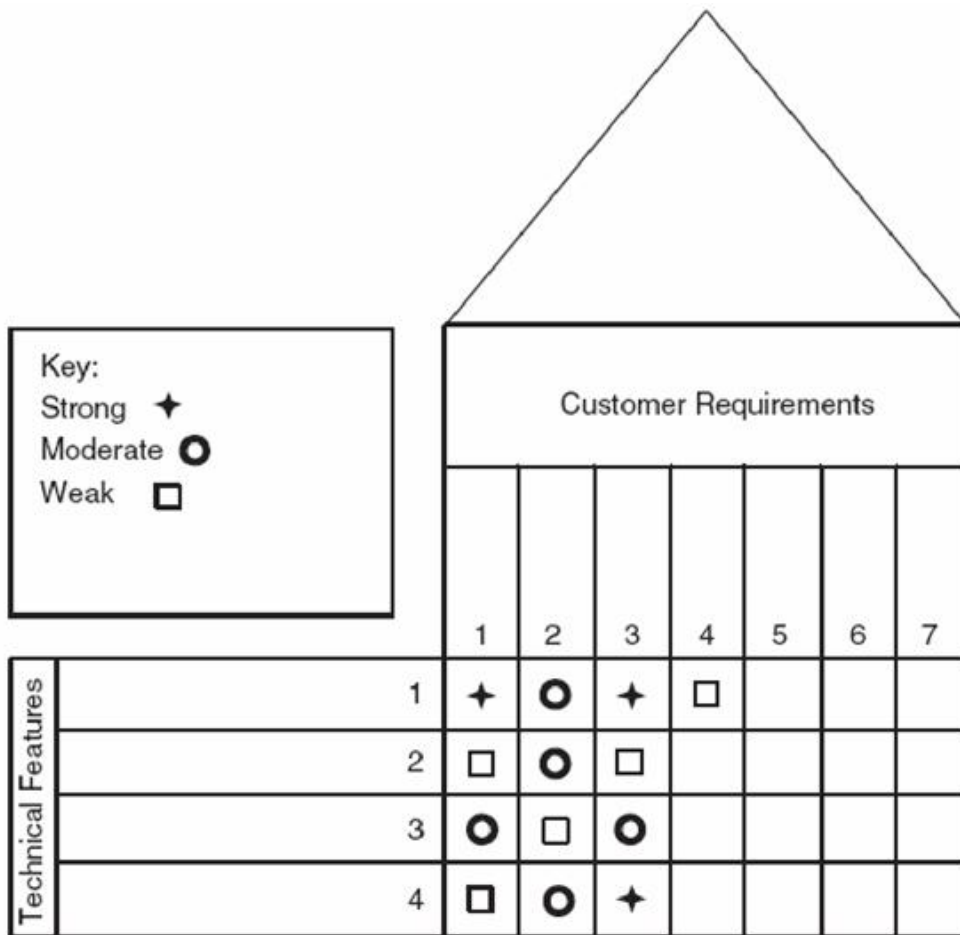 Key:
Strong
Moderate
Weak
Customer Requirements
1 2 3 4 5 6 7
Technical Features
1
2
3
4